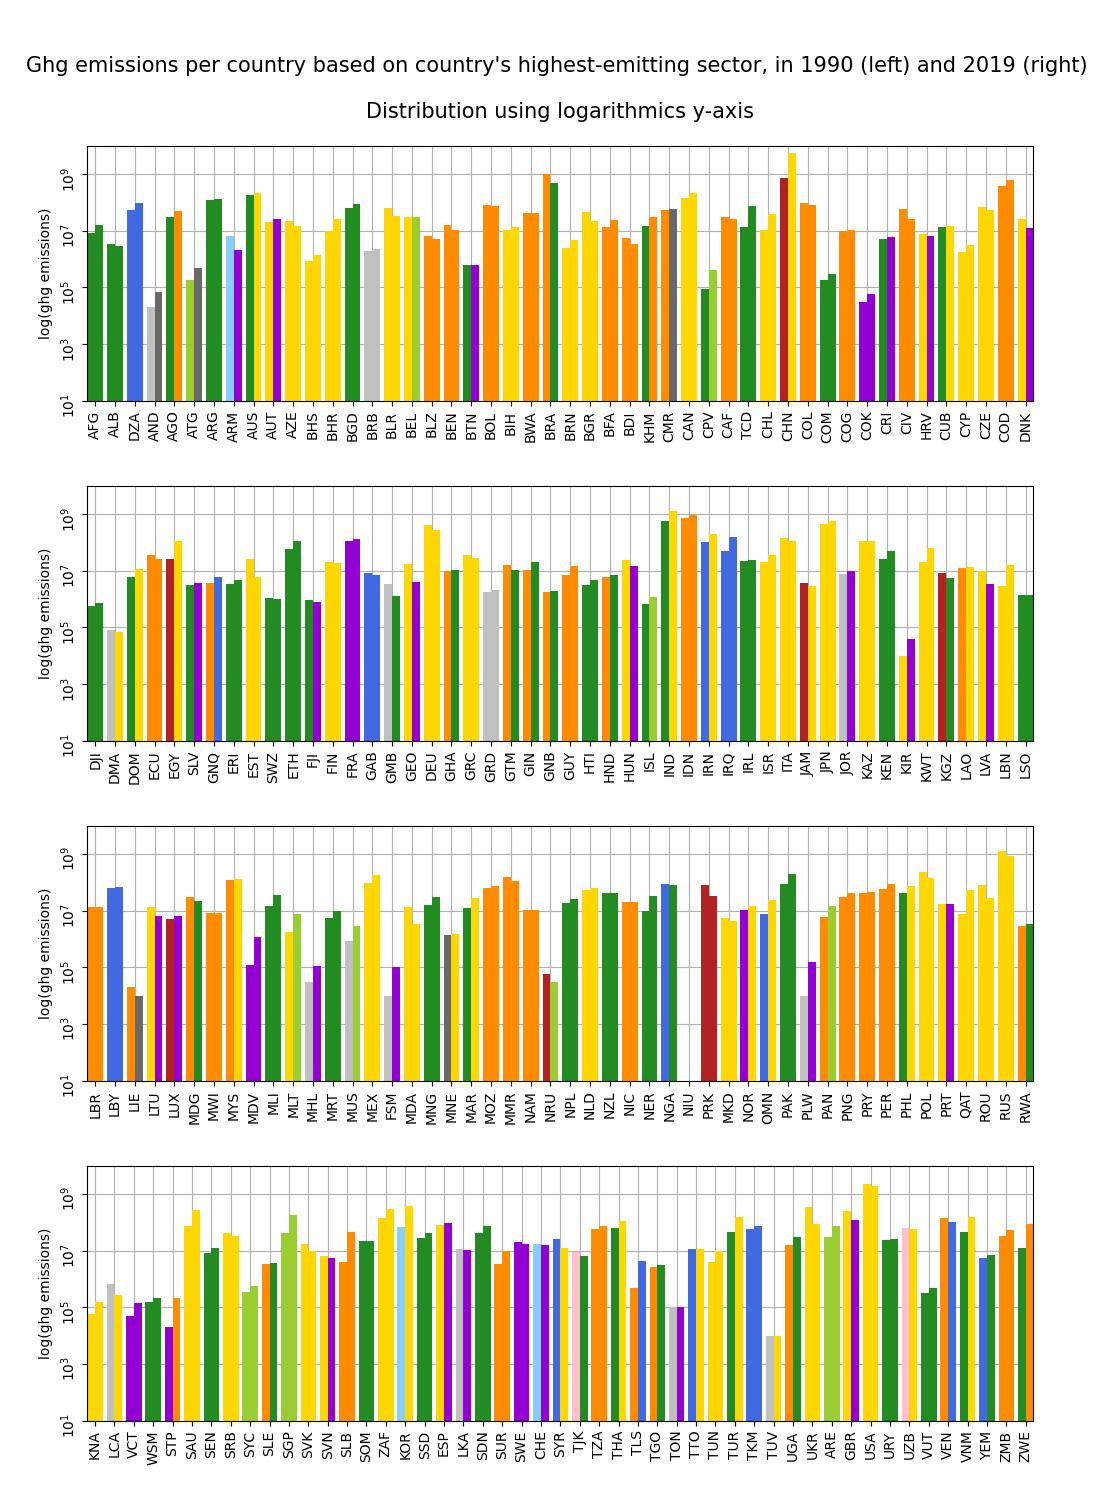 Ghg emissions per country based on country's highest-emitting sector, in 1990 (left) and 2019 (right)
Distribution using logarithmics y-axis
log(ghg emissions)
10^9
10^7
10^5
10^3
10^1
AFG ALB DZA AND AGO ATG ARG ARM AUS AUT AZE BHS BHR BGD BRB BLR BEL BLZ BEN BTN BOL BIH BWA BRA BRN BGR BFA BDI KHM CMR CAN CPV CAF TCD CHL CHN COL COM COG COK CRI CIV HRV CUB CYP CZE COD DNK
log(ghg emissions)
10^9
10^7
10^5
10^3
10^1
DJI DMA DOM ECU EGY SLV GNQ ERI EST SWZ ETH FJI FIN FRA GAB GMB GEO DEU GHA GRC GRD GTM GIN GNB GUY HTI HND HUN ISL IND IDN IRN IRQ IRL ISR ITA JAM JPN JOR KAZ KEN KIR KWT KGZ LAO LVA LBN LSO
log(ghg emissions)
10^9
10^7
10^5
10^3
10^1
LBR LBY LIE LTU LUX MDG MWI MYS MDV MLI MLT MHL MRT MUS MEX FSM MDA MNG MNE MAR MOZ MMR NAM NRU NPL NLD NZL NIC NER NGA NIU PRK MKD NOR OMN PAK PLW PAN PNG PRY PER PHL POL PRT QAT ROU RUS RWA
log(ghg emissions)
10^9
10^7
10^5
10^3
10^1
KNA LCA VCT WSM STP SAU SEN SRB SYC SLE SGP SVK SVN SLB SOM ZAF KOR SSD ESP LKA SDN SUR SWE CHE SYR TJK TZA THA TLS TGO TON TTO TUN TUR TKM TUV UGA UKR ARE GBR USA URY UZB VUT VEN VNM YEM ZMB ZWE